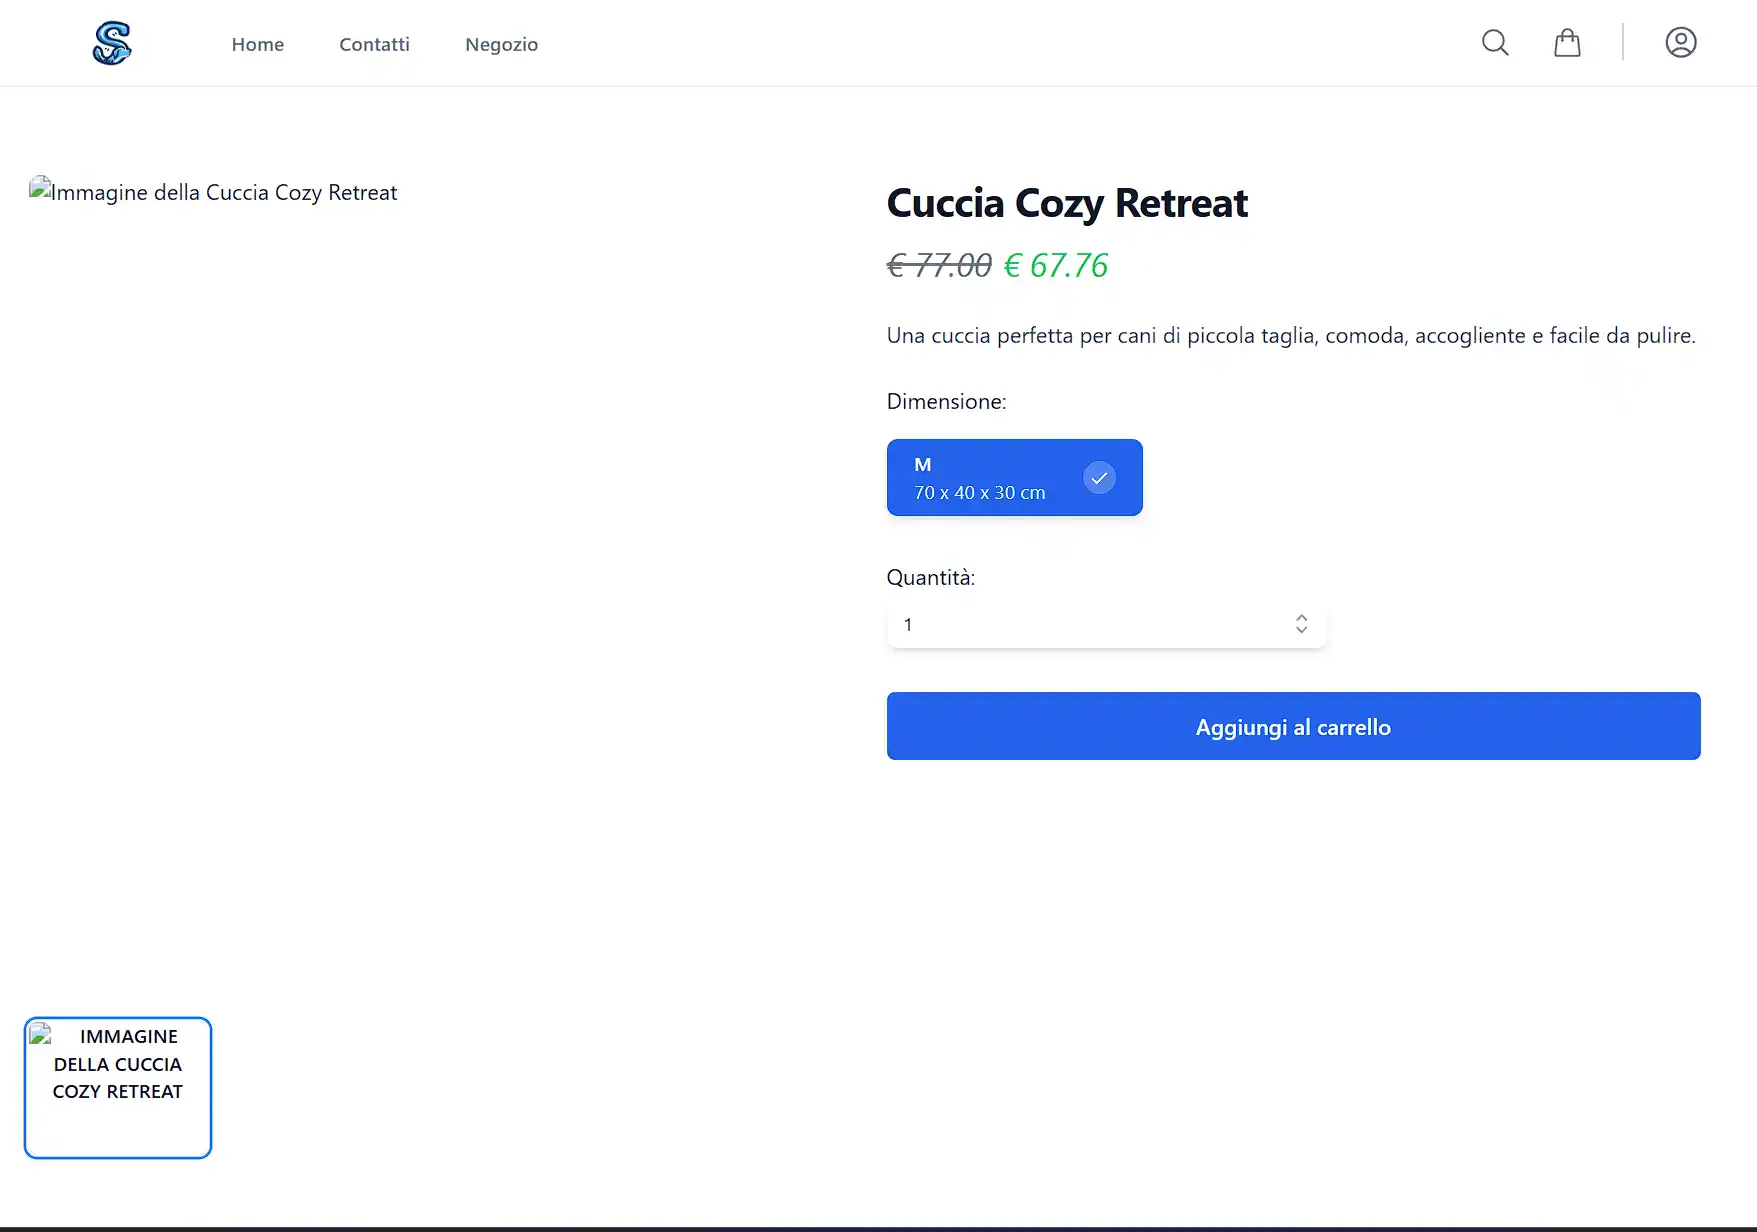 Home
Contatti
Negozio
Immagine della Cuccia Cozy Retreat
Cuccia Cozy Retreat
€ 77.00 € 67.76
Una cuccia perfetta per cani di piccola taglia, comoda, accogliente e facile da pulire.
Dimensione:
M
70 x 40 x 30 cm
Quantità:
1
Aggiungi al carrello
IMMAGINE
DELLA CUCCIA
COZY RETREAT